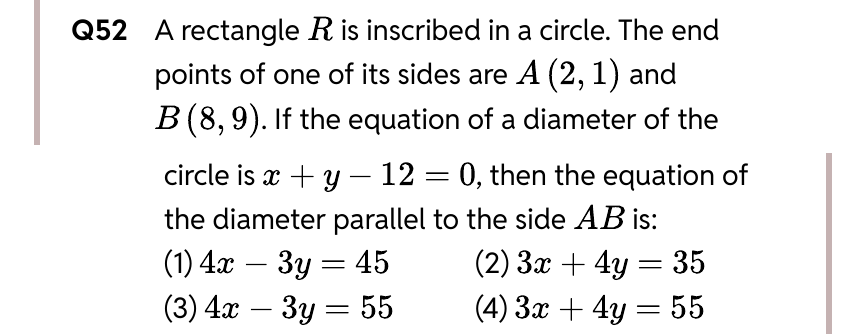 Q52 A rectangle R is inscribed in a circle. The end
points of one of its sides are A (2, 1) and
B (8, 9). If the equation of a diameter of the
circle is x + y − 12 = 0, then the equation of
the diameter parallel to the side AB is:
(1) 4x − 3y = 45 (2) 3x + 4y = 35
(3) 4x − 3y = 55 (4) 3x + 4y = 55